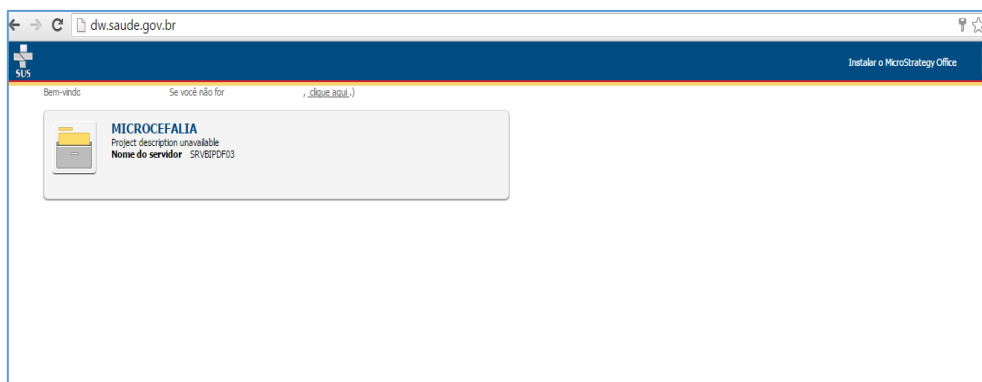 dw.saude.gov.br
SUS
Instalar o MicroStrategy Office
Bem-vindo Se você não for , clique aqui .)
MICROCEFALIA
Project description unavailable
Nome do servidor SRVBIPDF03